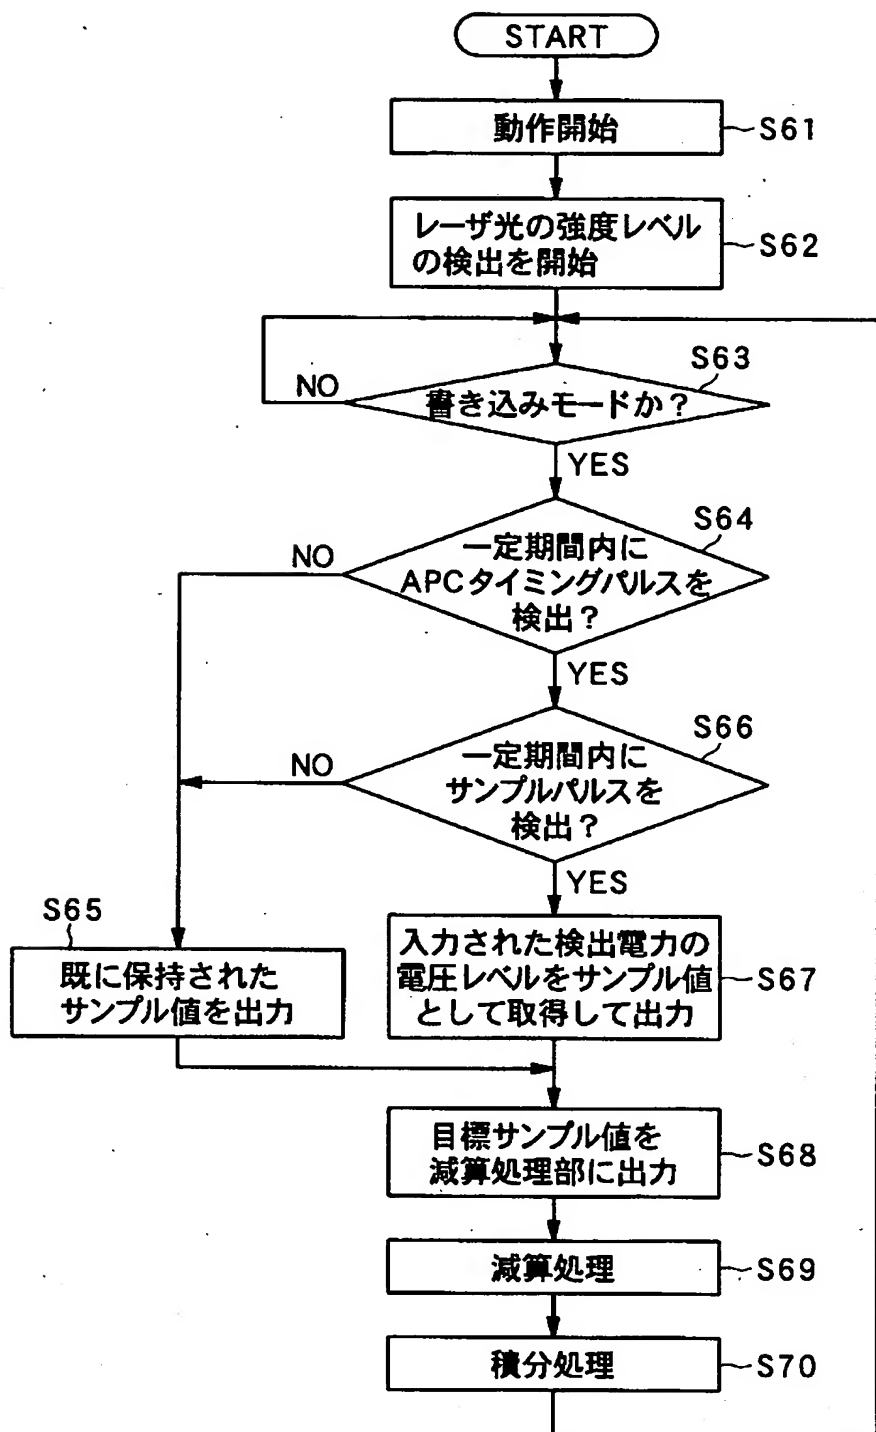 START
動作開始
S61
レーザ光の強度レベル
の検出を開始
S62
S63
NO
書き込みモードか？
YES
S64
NO
一定期間内に
APCタイミングパルスを
検出？
YES
S66
NO
一定期間内に
サンプルパルスを
検出？
YES
S65
既に保持された
サンプル値を出力
入力された検出電力の
電圧レベルをサンプル値
として取得して出力
S67
目標サンプル値を
減算処理部に出力
S68
減算処理
S69
積分処理
S70